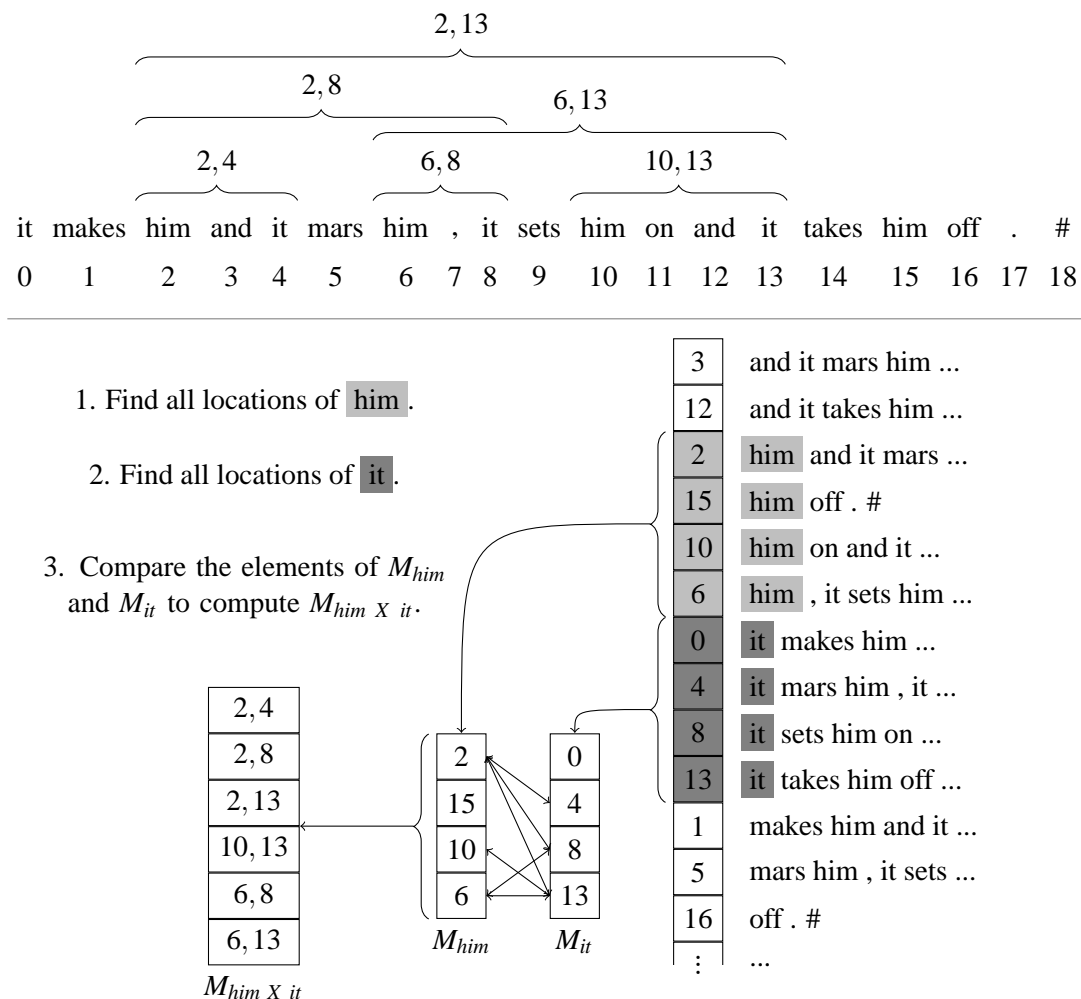 2, 13
2, 8
6, 13
2, 4 6, 8 10, 13
it makes him and it mars him , it sets him on and it takes him off . #
0 1 2 3 4 5 6 7 8 9 10 11 12 13 14 15 16 17 18
1. Find all locations of him .
2. Find all locations of it .
3. Compare the elements of M_him
and M_it to compute M_him X it.
3 and it mars him ...
12 and it takes him ...
2 him and it mars ...
15 him off . #
10 him on and it ...
6 him , it sets him ...
0 it makes him ...
4 it mars him , it ...
8 it sets him on ...
13 it takes him off ...
1 makes him and it ...
5 mars him , it sets ...
16 off . #
⋮ ...
2, 4
2, 8
2, 13
10, 13
6, 8
6, 13
M_him X it
2
15
10
6
M_him
0
4
8
13
M_it